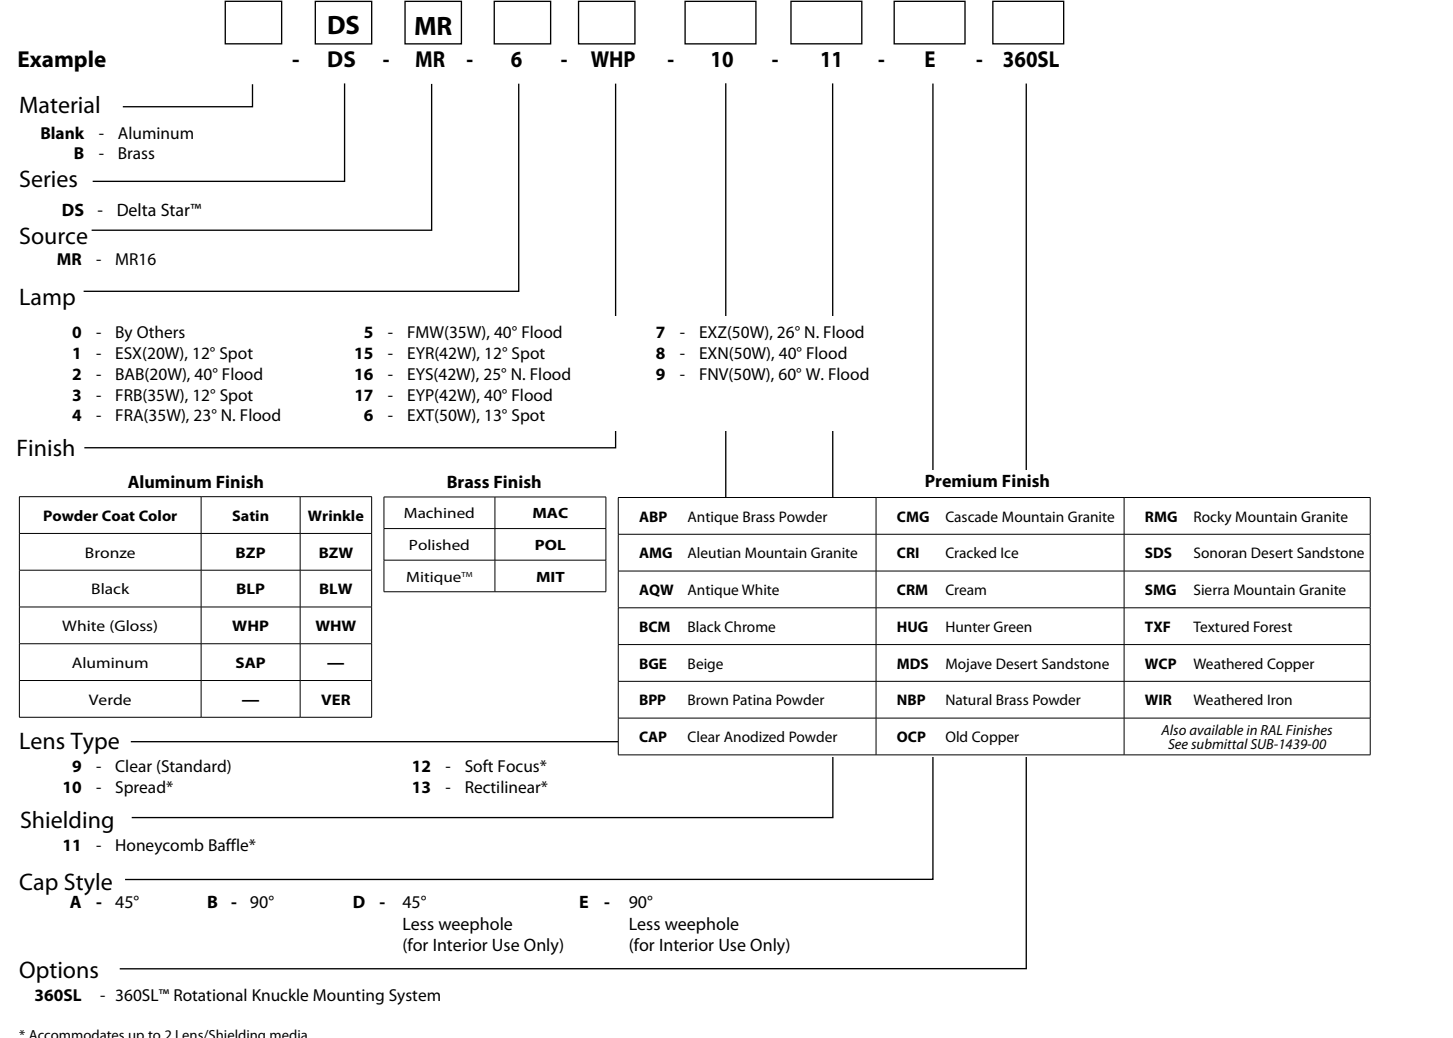 DS MR
Example - DS - MR - 6 - WHP - 10 - 11 - E - 360SL
Material
Blank - Aluminum
B - Brass
Series
DS - Delta Star™
Source
MR - MR16
Lamp
0 - By Others
1 - ESX(20W), 12° Spot
2 - BAB(20W), 40° Flood
3 - FRB(35W), 12° Spot
4 - FRA(35W), 23° N. Flood
5 - FMW(35W), 40° Flood
15 - EYR(42W), 12° Spot
16 - EYS(42W), 25° N. Flood
17 - EYP(42W), 40° Flood
6 - EXT(50W), 13° Spot
7 - EXZ(50W), 26° N. Flood
8 - EXN(50W), 40° Flood
9 - FNV(50W), 60° W. Flood
Finish
Aluminum Finish
Powder Coat Color Satin Wrinkle
Bronze BZP BZW
Black BLP BLW
White (Gloss) WHP WHW
Aluminum SAP —
Verde — VER
Brass Finish
Machined MAC
Polished POL
Mitique™ MIT
Premium Finish
ABP Antique Brass Powder CMG Cascade Mountain Granite RMG Rocky Mountain Granite
AMG Aleutian Mountain Granite CRI Cracked Ice SDS Sonoran Desert Sandstone
AQW Antique White CRM Cream SMG Sierra Mountain Granite
BCM Black Chrome HUG Hunter Green TXF Textured Forest
BGE Beige MDS Mojave Desert Sandstone WCP Weathered Copper
BPP Brown Patina Powder NBP Natural Brass Powder WIR Weathered Iron
CAP Clear Anodized Powder OCP Old Copper Also available in RAL Finishes
See submittal SUB-1439-00
Lens Type
9 - Clear (Standard)
10 - Spread*
12 - Soft Focus*
13 - Rectilinear*
Shielding
11 - Honeycomb Baffle*
Cap Style
A - 45° B - 90° D - 45° E - 90°
Less weephole Less weephole
(for Interior Use Only) (for Interior Use Only)
Options
360SL - 360SL™ Rotational Knuckle Mounting System
* Accommodates up to 2 Lens/Shielding media